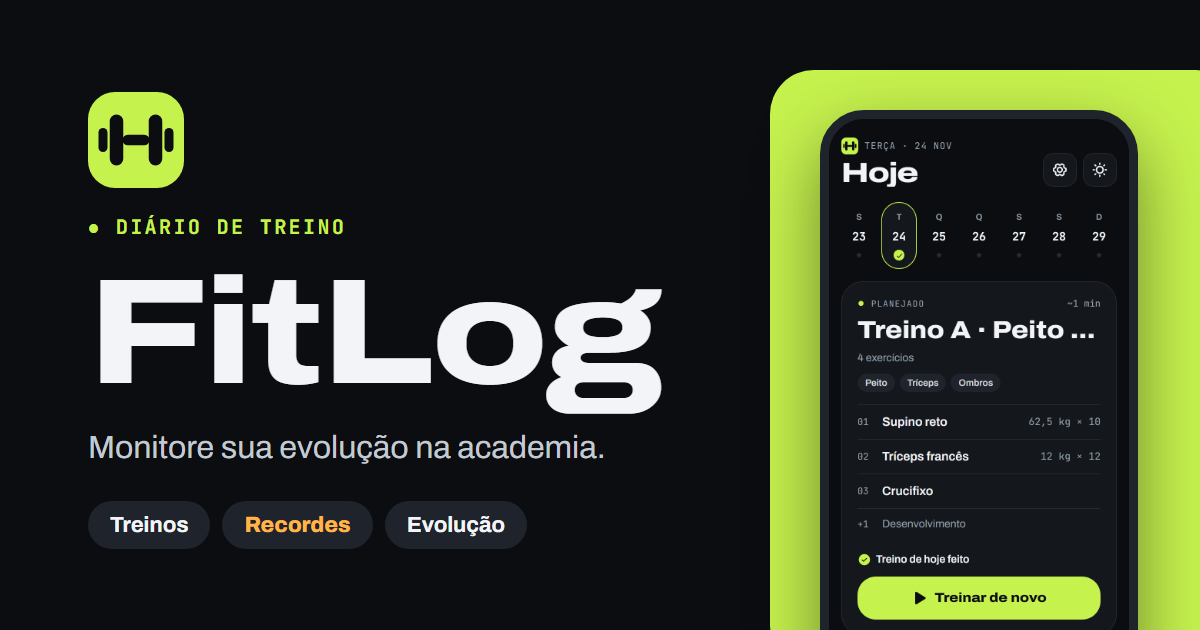 DIÁRIO DE TREINO
FitLog
Monitore sua evolução na academia.
Treinos Recordes Evolução
TERÇA · 24 NOV
Hoje
S T Q Q S S D
23 24 25 26 27 28 29
PLANEJADO ~1 min
Treino A · Peito ...
4 exercícios
Peito Tríceps Ombros
01 Supino reto 62,5 kg × 10
02 Tríceps francês 12 kg × 12
03 Crucifixo
+1 Desenvolvimento
Treino de hoje feito
Treinar de novo